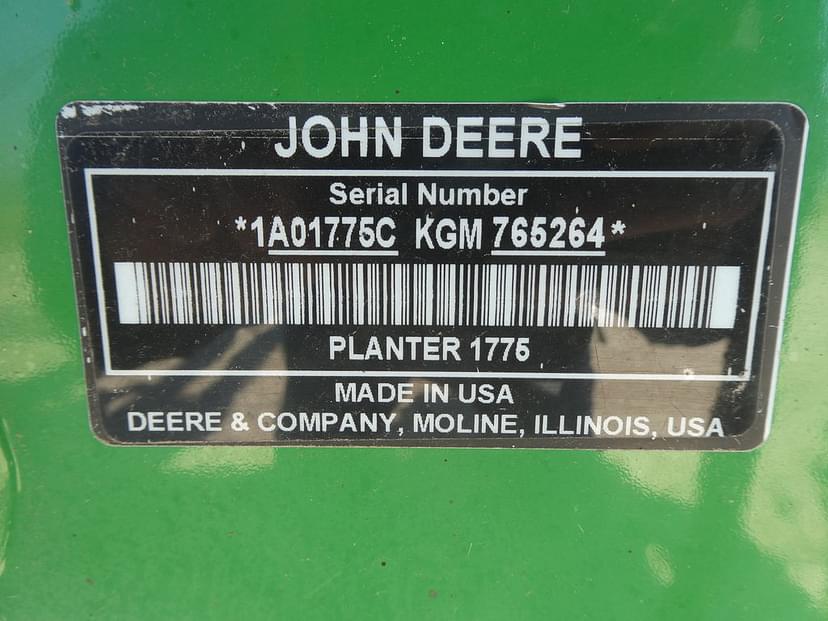 JOHN DEERE
Serial Number
*1A01775C KGM 765264*
PLANTER 1775
MADE IN USA
DEERE & COMPANY, MOLINE, ILLINOIS, USA